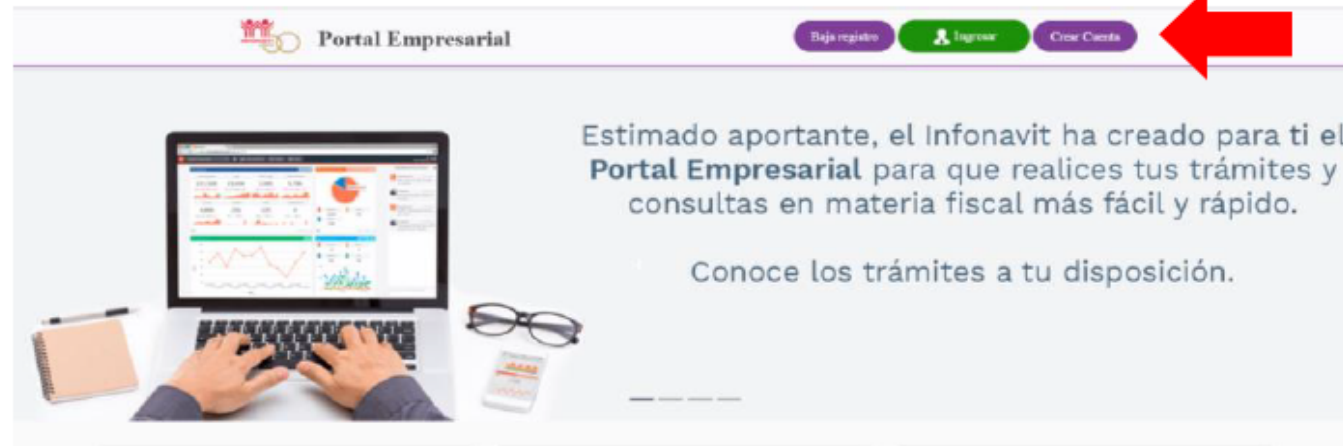 Portal Empresarial
Baja registro
Ingresar
Crear Cuenta
Estimado aportante, el Infonavit ha creado para ti el
Portal Empresarial para que realices tus trámites y
consultas en materia fiscal más fácil y rápido.
Conoce los trámites a tu disposición.